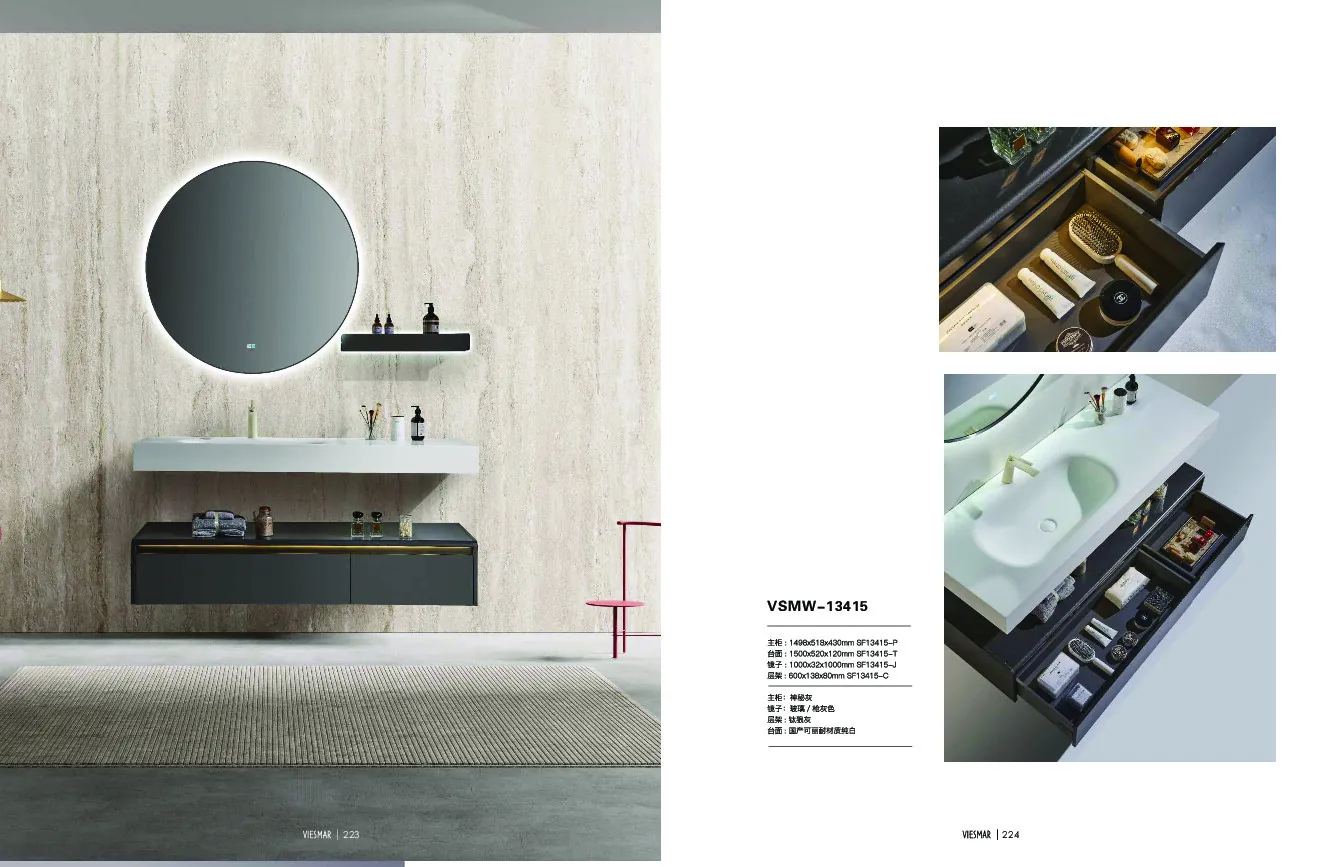 VIESMAR | 223
VSMW-13415
主柜：1498x518x430mm SF13415-P
台面：1500x520x120mm SF13415-T
镜子：1000x32x1000mm SF13415-J
层架：600x138x80mm SF13415-C
主柜：神秘灰
镜子：玻璃 / 枪灰色
层架：钛氪灰
台面：国产可丽耐材质纯白
VIESMAR | 224